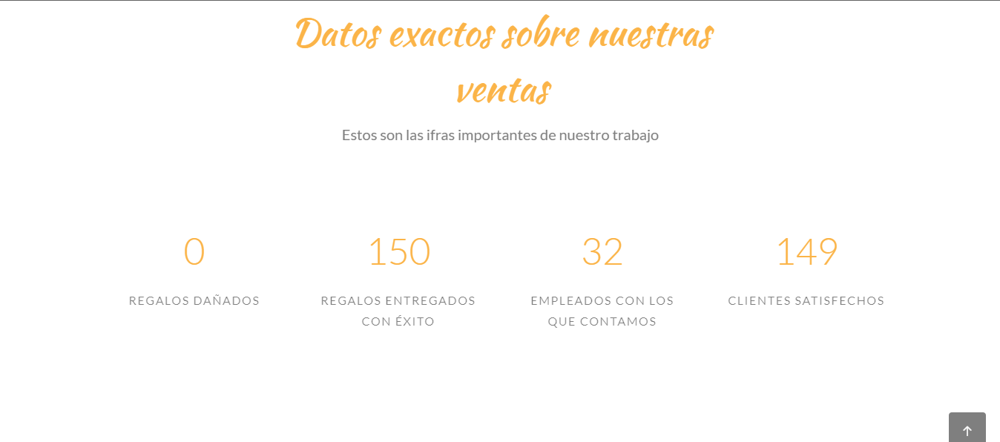 Datos exactos sobre nuestras
ventas
Estos son las ifras importantes de nuestro trabajo
0
150
32
149
REGALOS DAÑADOS
REGALOS ENTREGADOS
CON ÉXITO
EMPLEADOS CON LOS
QUE CONTAMOS
CLIENTES SATISFECHOS